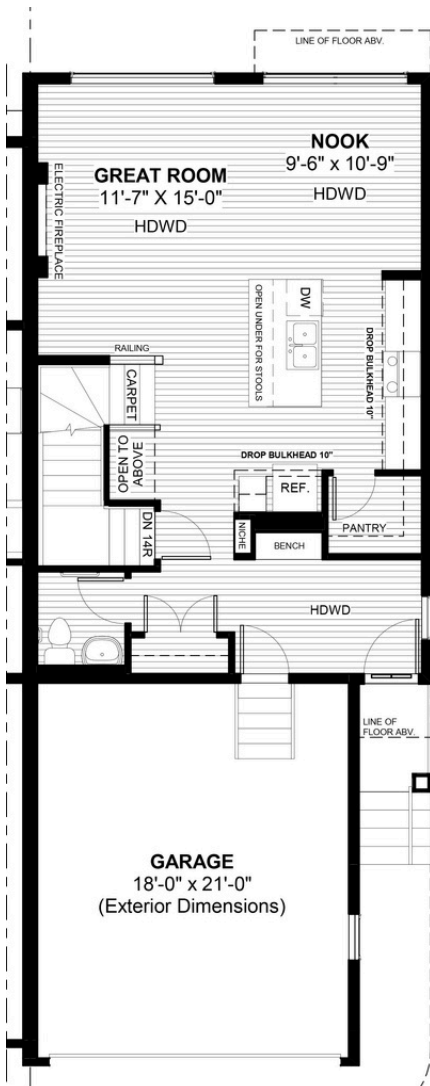 LINE OF FLOOR ABV.
NOOK
9'-6" x 10'-9"
HDWD
GREAT ROOM
11'-7" X 15'-0"
HDWD
ELECTRIC FIREPLACE
OPEN UNDER FOR STOOLS
DW
DROP BULKHEAD 10"
RAILING
CARPET
OPEN TO
ABOVE
DROP BULKHEAD 10"
REF.
DN 14R
NICHE
BENCH
PANTRY
HDWD
LINE OF
FLOOR ABV.
GARAGE
18'-0" x 21'-0"
(Exterior Dimensions)